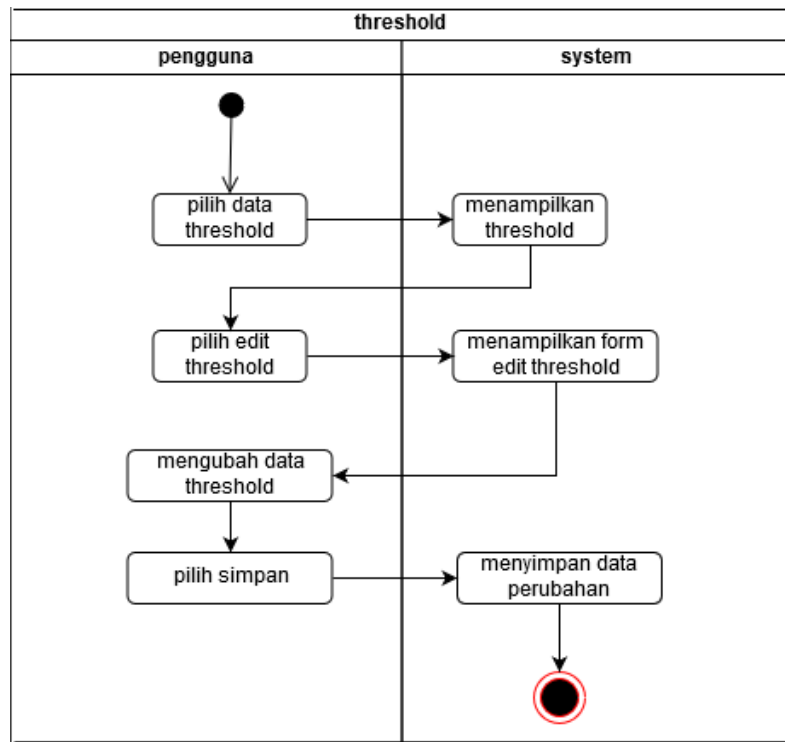 threshold
pengguna
system
pilih data
threshold
menampilkan
threshold
pilih edit
threshold
menampilkan form
edit threshold
mengubah data
threshold
pilih simpan
menyimpan data
perubahan